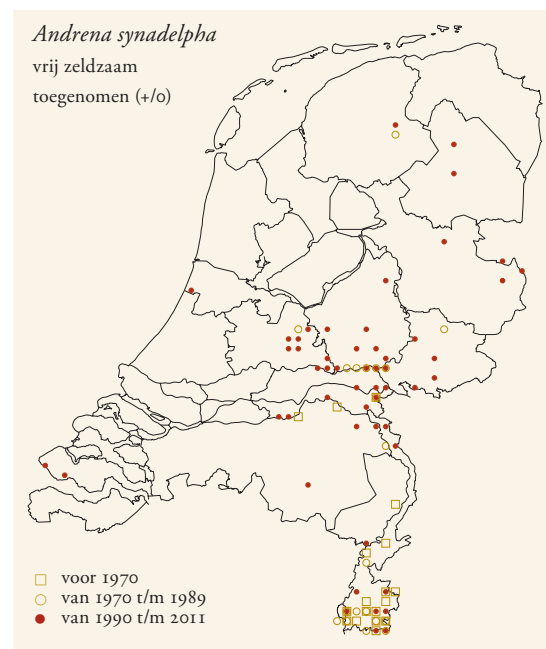 Andrena synadelpha
vrij zeldzaam
toegenomen (+/0)
voor 1970
van 1970 t/m 1989
van 1990 t/m 2011